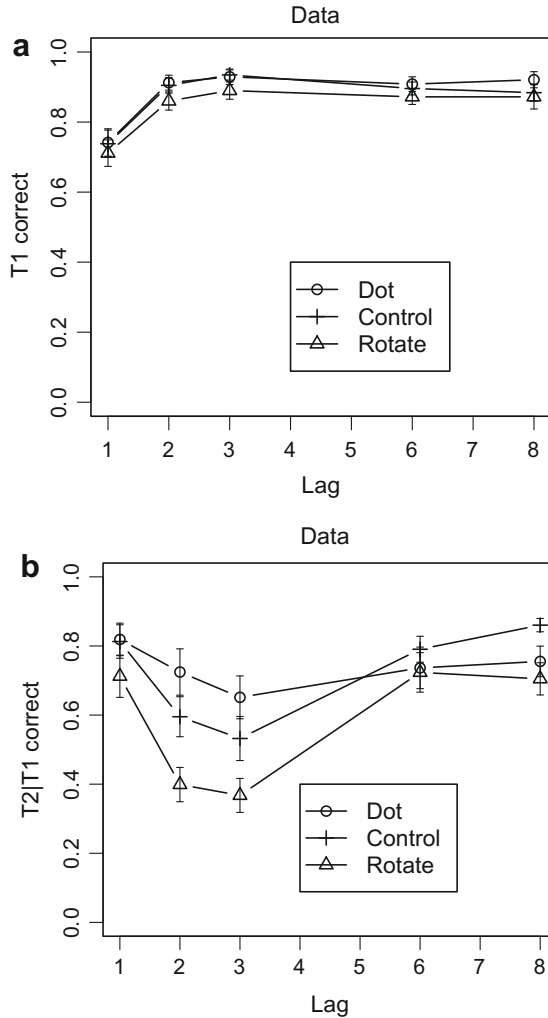 a
Data
T1 correct
1.0
0.8
0.6
0.4
0.2
0.0
Dot
Control
Rotate
1 2 3 4 5 6 7 8
Lag
b
Data
T2|T1 correct
1.0
0.8
0.6
0.4
0.2
0.0
Dot
Control
Rotate
1 2 3 4 5 6 7 8
Lag